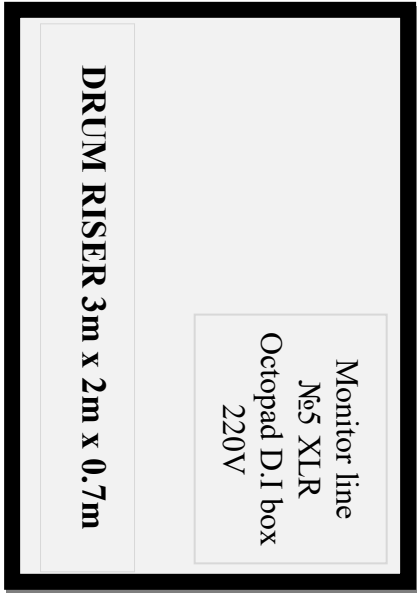 Monitor line
№5 XLR
Octopad D.I box
220V
DRUM RISER 3m x 2m x 0.7m